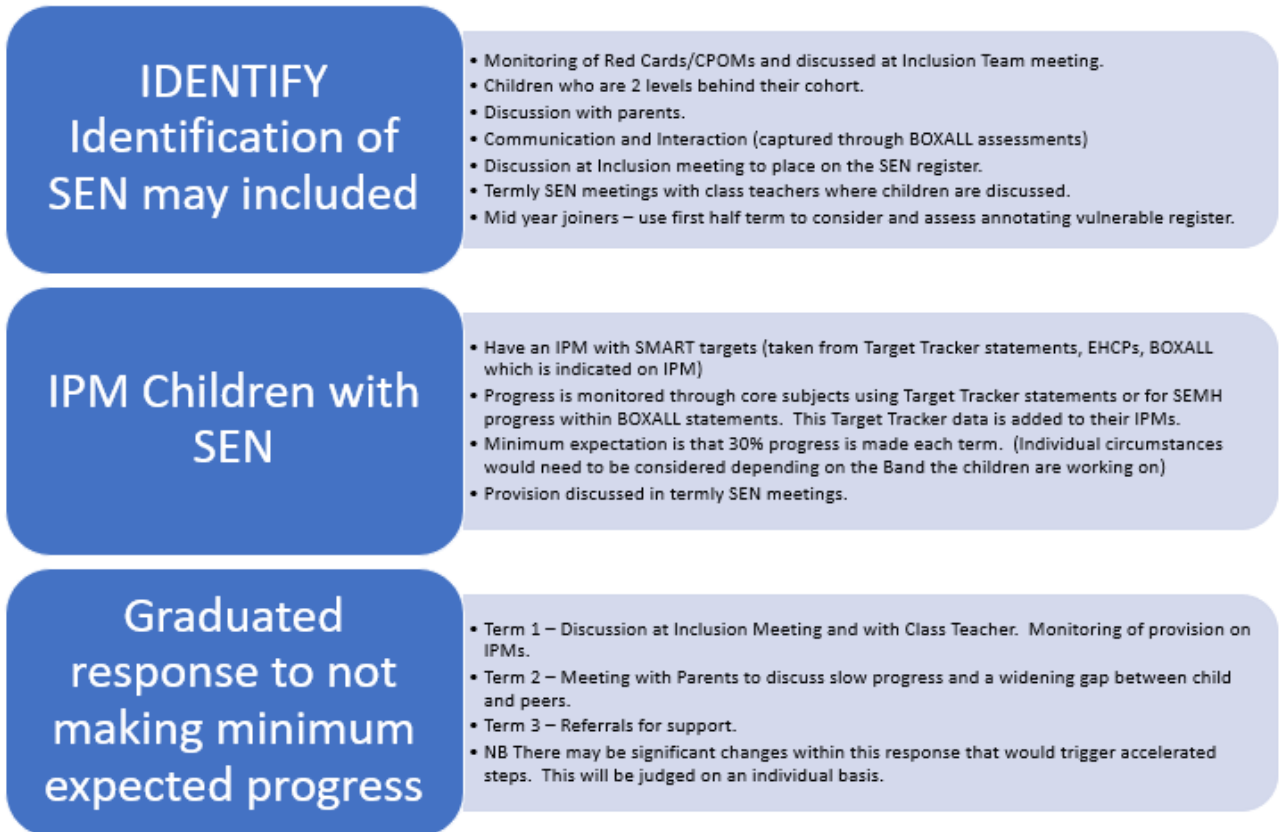 IDENTIFY
Identification of
SEN may included
• Monitoring of Red Cards/CPOMs and discussed at Inclusion Team meeting.
• Children who are 2 levels behind their cohort.
• Discussion with parents.
• Communication and Interaction (captured through BOXALL assessments)
• Discussion at Inclusion meeting to place on the SEN register.
• Termly SEN meetings with class teachers where children are discussed.
• Mid year joiners – use first half term to consider and assess annotating vulnerable register.
IPM Children with
SEN
• Have an IPM with SMART targets (taken from Target Tracker statements, EHCPs, BOXALL
which is indicated on IPM)
• Progress is monitored through core subjects using Target Tracker statements or for SEMH
progress within BOXALL statements.  This Target Tracker data is added to their IPMs.
• Minimum expectation is that 30% progress is made each term.  (Individual circumstances
would need to be considered depending on the Band the children are working on)
• Provision discussed in termly SEN meetings.
Graduated
response to not
making minimum
expected progress
• Term 1 – Discussion at Inclusion Meeting and with Class Teacher.  Monitoring of provision on
IPMs.
• Term 2 – Meeting with Parents to discuss slow progress and a widening gap between child
and peers.
• Term 3 – Referrals for support.
• NB There may be significant changes within this response that would trigger accelerated
steps.  This will be judged on an individual basis.